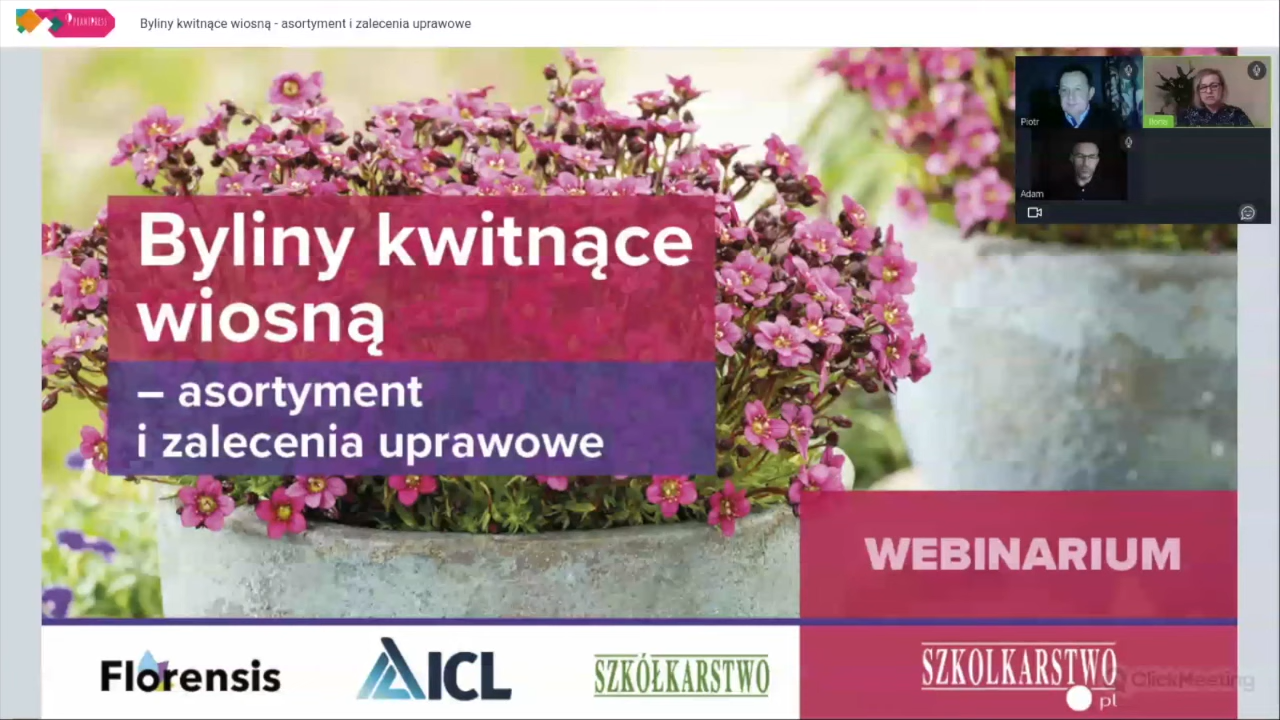 Byliny kwitnące wiosną - asortyment i zalecenia uprawowe
Piotr
Adam
Byliny kwitnące
wiosną
– asortyment
i zalecenia uprawowe
WEBINARIUM
Florensis
ICL
SZKÓŁKARSTWO
SZKOLKARSTWO
pl
ClickMeeting